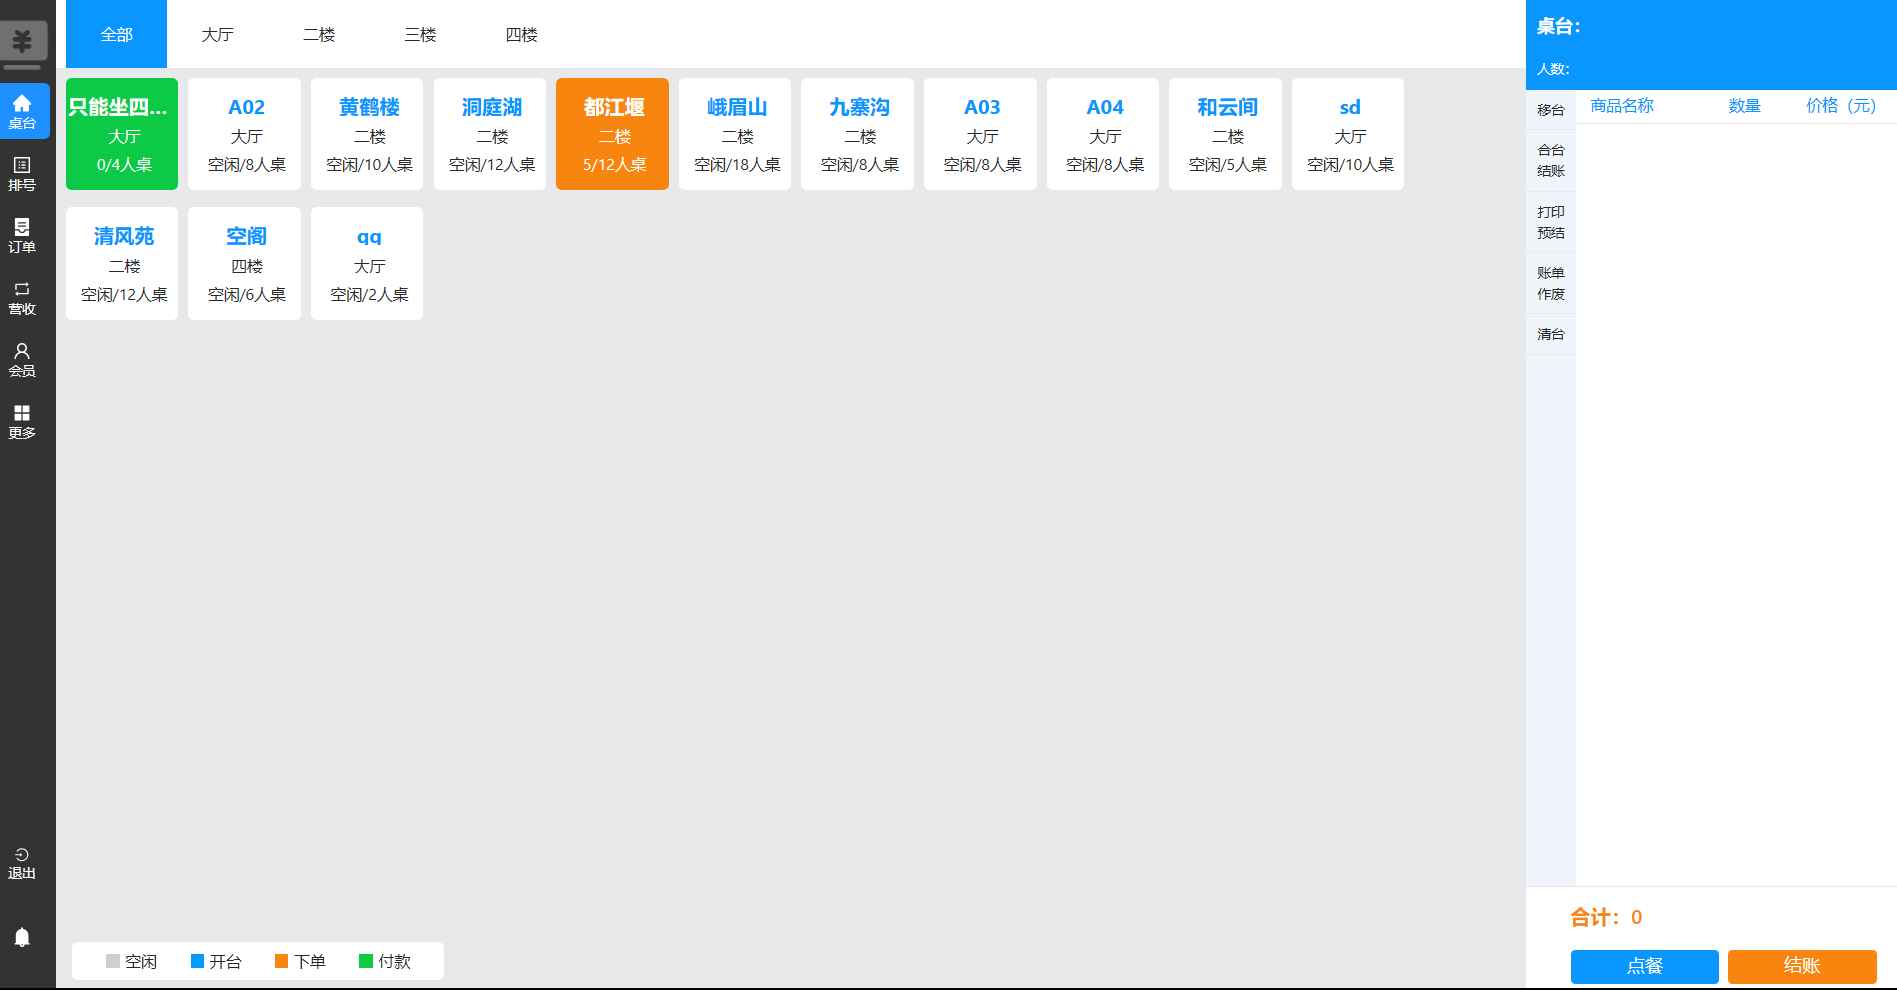 全部
大厅
二楼
三楼
四楼
桌台
排号
订单
营收
会员
更多
退出
只能坐四...
大厅
0/4人桌
A02
大厅
空闲/8人桌
黄鹤楼
二楼
空闲/10人桌
洞庭湖
二楼
空闲/12人桌
都江堰
二楼
5/12人桌
峨眉山
二楼
空闲/18人桌
九寨沟
二楼
空闲/8人桌
A03
大厅
空闲/8人桌
A04
大厅
空闲/8人桌
和云间
二楼
空闲/5人桌
sd
大厅
空闲/10人桌
清风苑
二楼
空闲/12人桌
空阁
四楼
空闲/6人桌
qq
大厅
空闲/2人桌
空闲
开台
下单
付款
桌台:
人数:
移台
合台
结账
打印
预结
账单
作废
清台
商品名称 数量 价格（元）
合计：0
点餐
结账